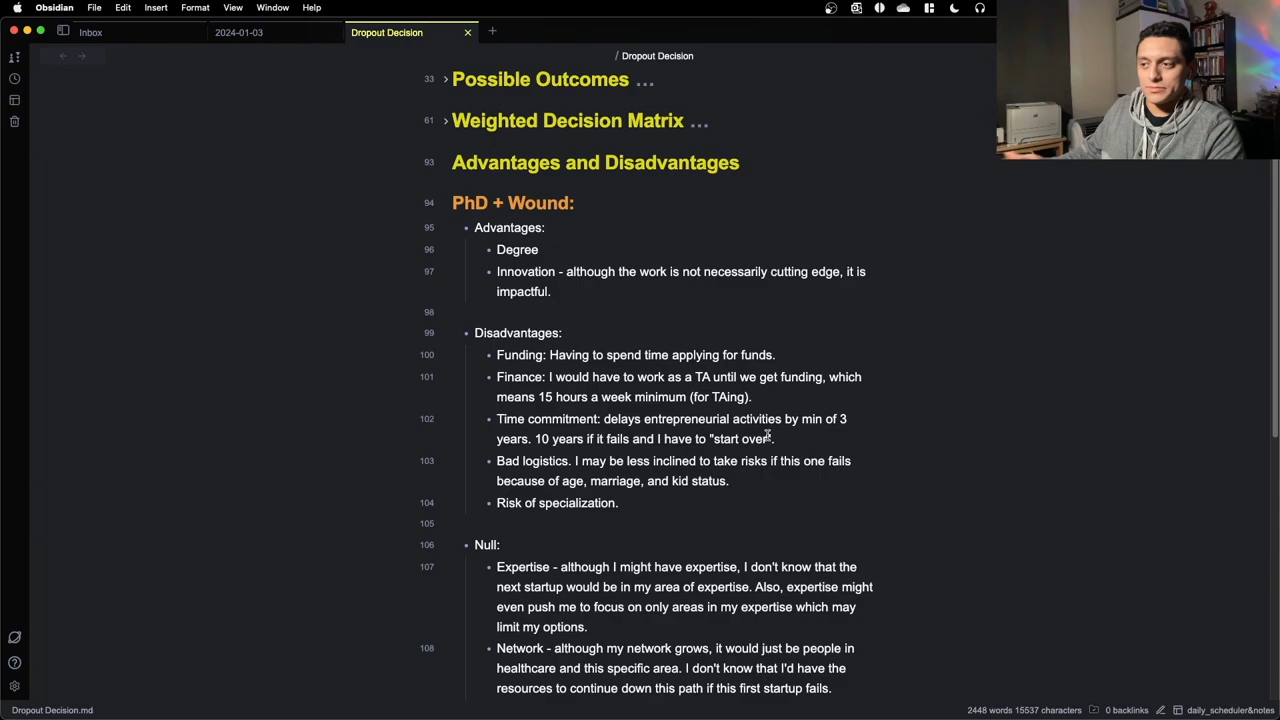 Obsidian File Edit Insert Format View Window Help
Inbox
2024-01-03
Dropout Decision
/ Dropout Decision
33 Possible Outcomes ...
61 Weighted Decision Matrix ...
93 Advantages and Disadvantages
94 PhD + Wound:
95 • Advantages:
96 • Degree
97 • Innovation - although the work is not necessarily cutting edge, it is
impactful.
98
99 • Disadvantages:
100 • Funding: Having to spend time applying for funds.
101 • Finance: I would have to work as a TA until we get funding, which
means 15 hours a week minimum (for TAing).
102 • Time commitment: delays entrepreneurial activities by min of 3
years. 10 years if it fails and I have to "start over".
103 • Bad logistics. I may be less inclined to take risks if this one fails
because of age, marriage, and kid status.
104 • Risk of specialization.
105
106 • Null:
107 • Expertise - although I might have expertise, I don't know that the
next startup would be in my area of expertise. Also, expertise might
even push me to focus on only areas in my expertise which may
limit my options.
108 • Network - although my network grows, it would just be people in
healthcare and this specific area. I don't know that I'd have the
resources to continue down this path if this first startup fails.
Dropout Decision.md
2448 words 15537 characters 0 backlinks daily_scheduler&notes